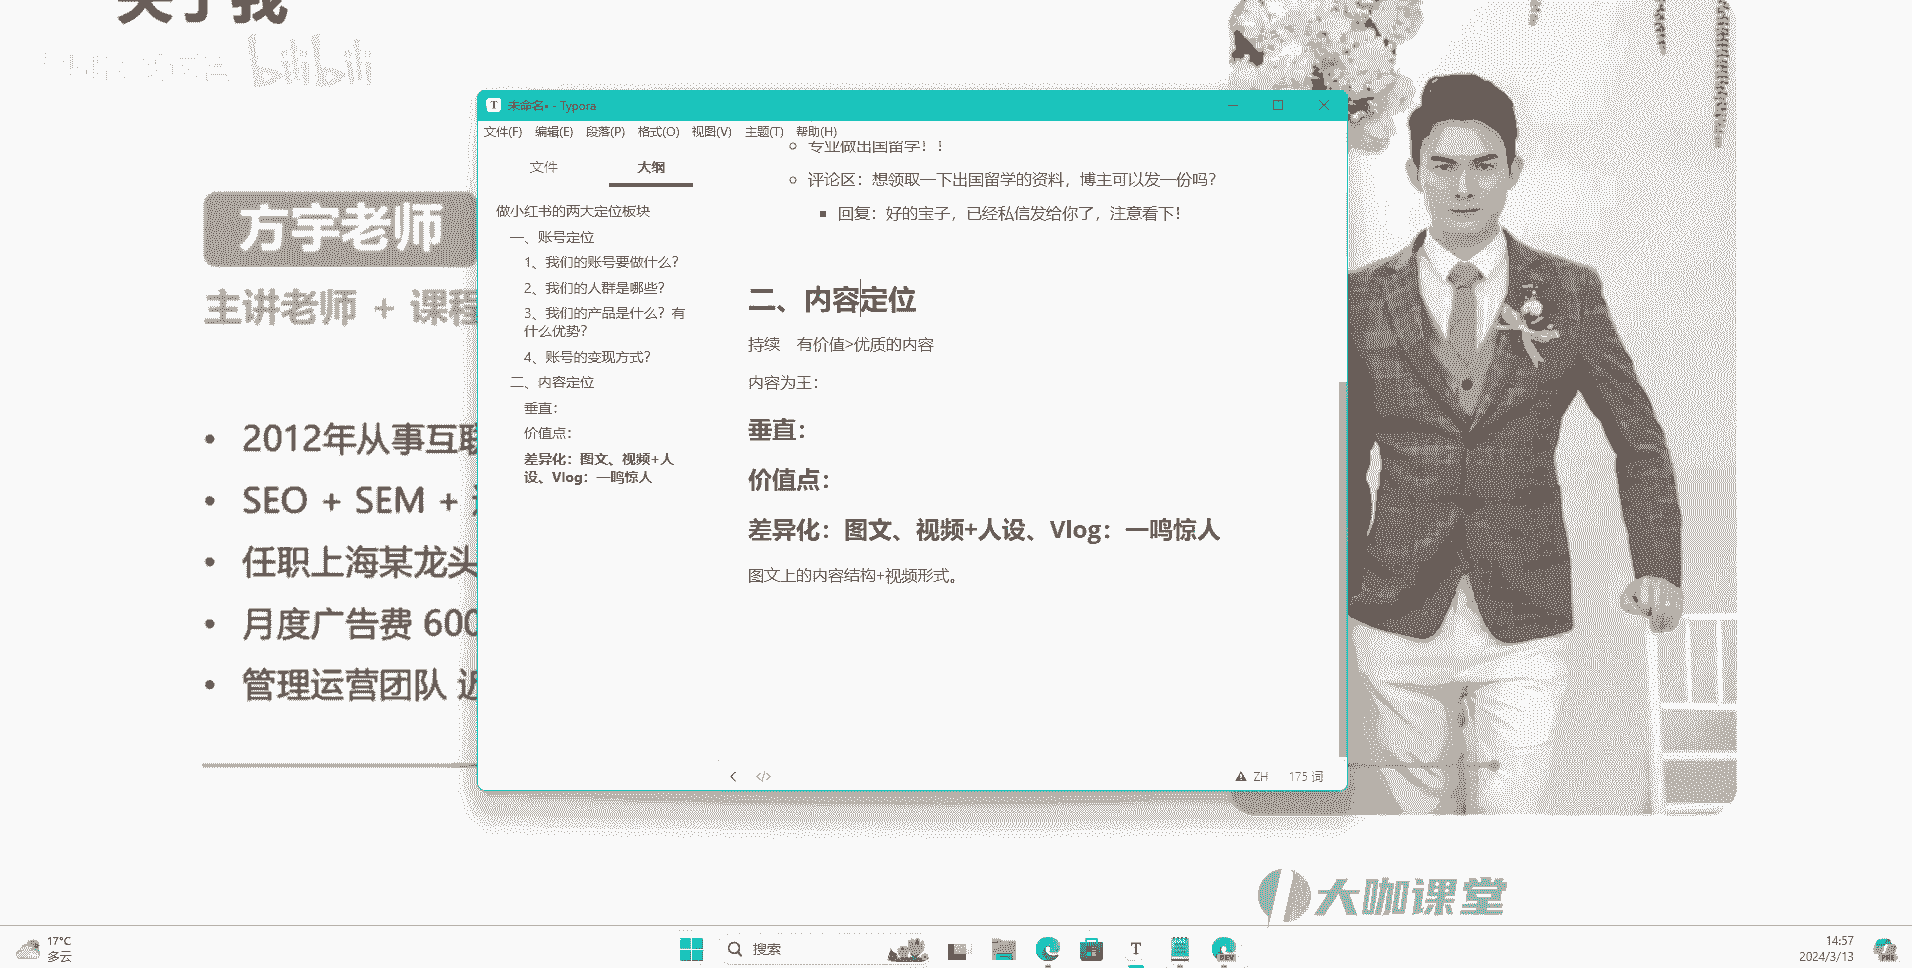 关于我
bilibili
方宇老师
主讲老师 + 课程
• 2012年从事互联
• SEO + SEM +
• 任职上海某龙头
• 月度广告费 600
• 管理运营团队 近
未命名• - Typora
文件(F) 编辑(E) 段落(P) 格式(O) 视图(V) 主题(T) 帮助(H)
文件 大纲
做小红书的两大定位板块
一、账号定位
1、我们的账号要做什么？
2、我们的人群是哪些？
3、我们的产品是什么？有
什么优势？
4、账号的变现方式？
二、内容定位
垂直：
价值点：
差异化：图文、视频+人
设、Vlog：一鸣惊人
专业做出国留学！！
评论区：想领取一下出国留学的资料，博主可以发一份吗？
回复：好的宝子，已经私信发给你了，注意看下！
二、内容定位
持续 有价值>优质的内容
内容为王：
垂直：
价值点：
差异化：图文、视频+人设、Vlog：一鸣惊人
图文上的内容结构+视频形式。
ZH 175 词
大咖课堂
17°C
多云
搜索
14:57
2024/3/13